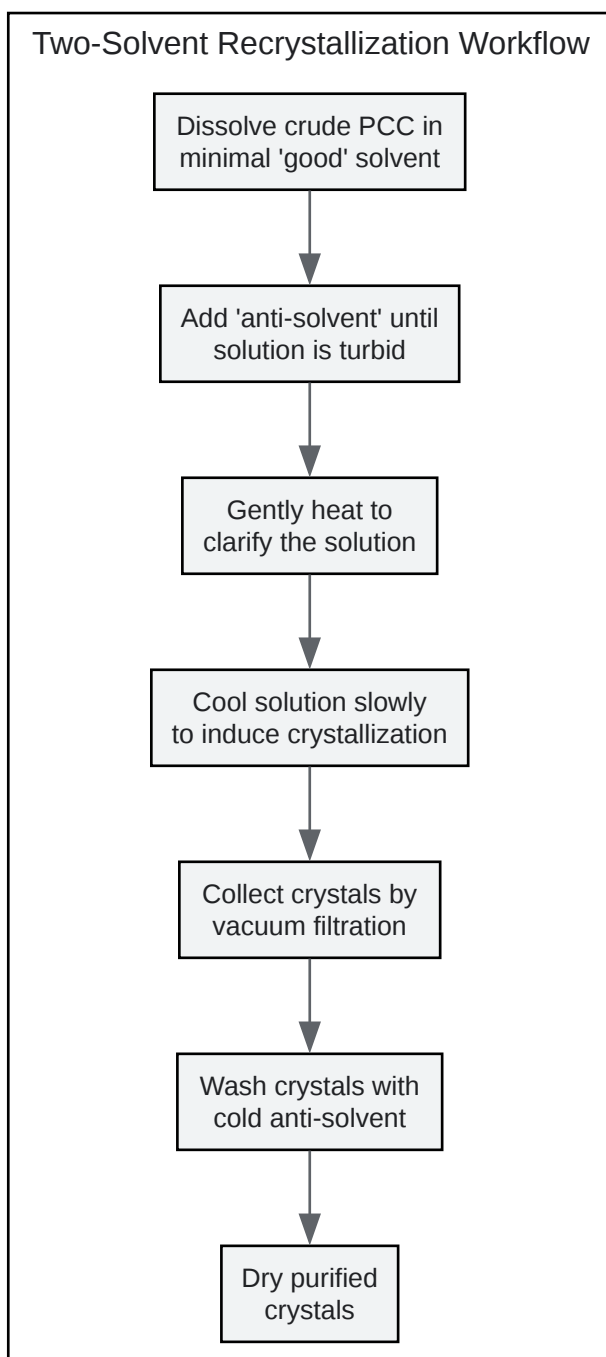 Two-Solvent Recrystallization Workflow
Dissolve crude PCC in
minimal 'good' solvent
Add 'anti-solvent' until
solution is turbid
Gently heat to
clarify the solution
Cool solution slowly
to induce crystallization
Collect crystals by
vacuum filtration
Wash crystals with
cold anti-solvent
Dry purified
crystals